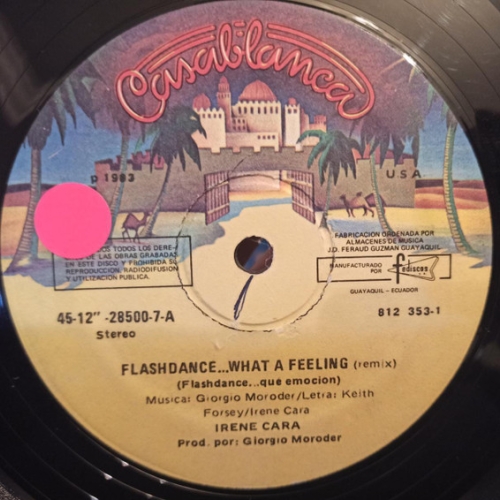 Casablanca
p 1983
USA
TODOS LOS DERE-
DE LAS OBRAS GRABADAS
EN ESTE DISCO Y PROHIBIDA SU
REPRODUCCION, RADIODIFUSION
Y UTILIZACION PUBLICA.
FABRICACION ORDENADA POR
ALMACENES DE MUSICA
J.D. FERAUD GUZMAN GUAYAQUIL
MANUFACTURADO
POR
fediscos
GUAYAQUIL - ECUADOR
45-12" -28500-7-A
Stereo
812 353-1
FLASHDANCE...WHAT A FEELING (remix)
(Flashdance...que emocion)
Musica: Giorgio Moroder/Letra: Keith
Forsey/Irene Cara
IRENE CARA
Prod. por: Giorgio Moroder